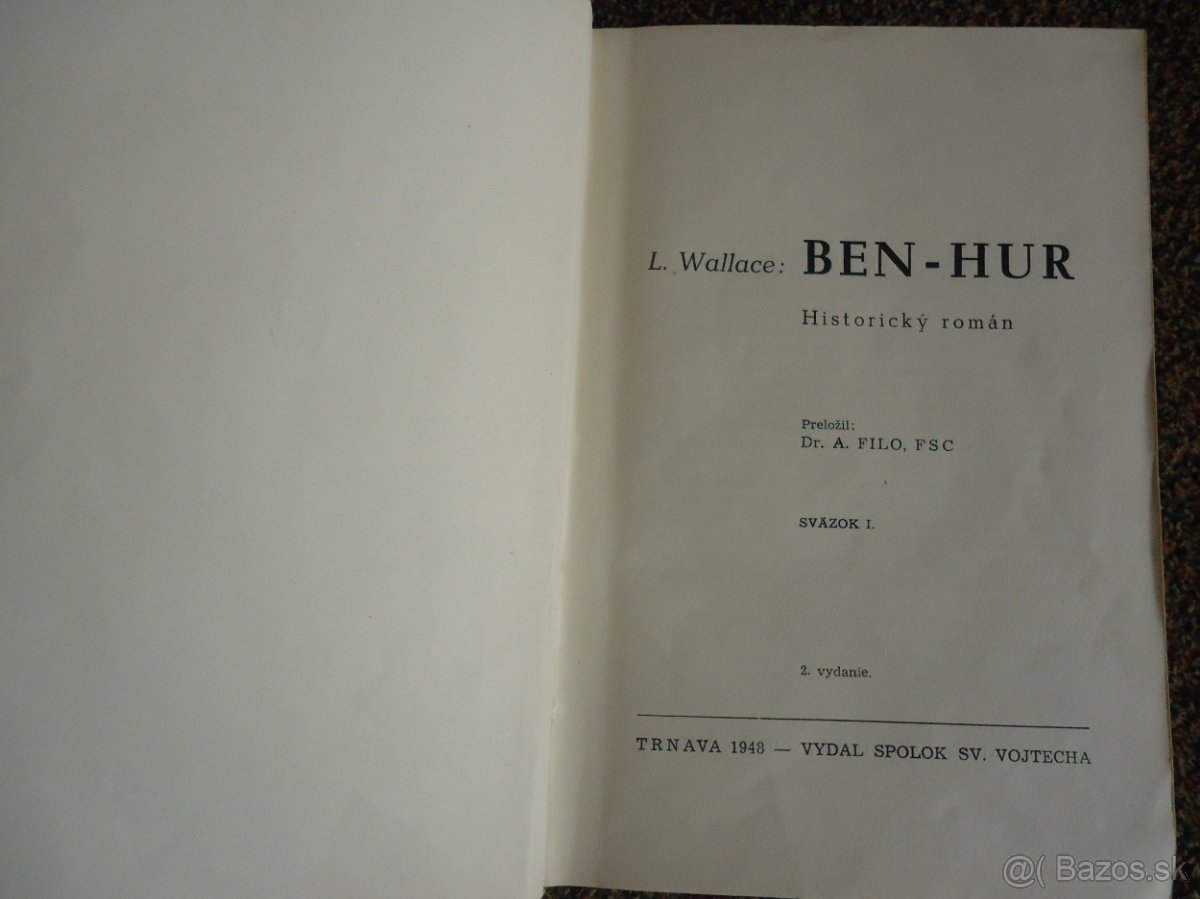 L. Wallace: BEN-HUR
Historický román
Preložil:
Dr. A. FILO, FSC
SVÄZOK I.
2. vydanie.
TRNAVA 1948 — VYDAL SPOLOK SV. VOJTECHA
@( Bazos.sk